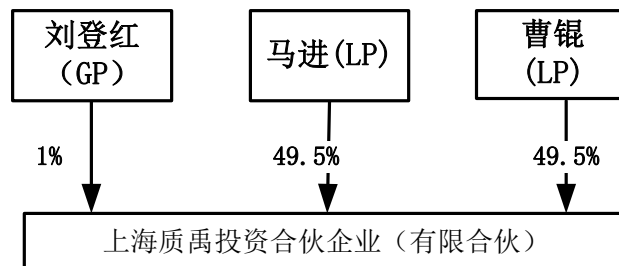 刘登红
（GP）
马进(LP)
曹锟
(LP)
1%
49.5%
49.5%
上海质禹投资合伙企业（有限合伙）